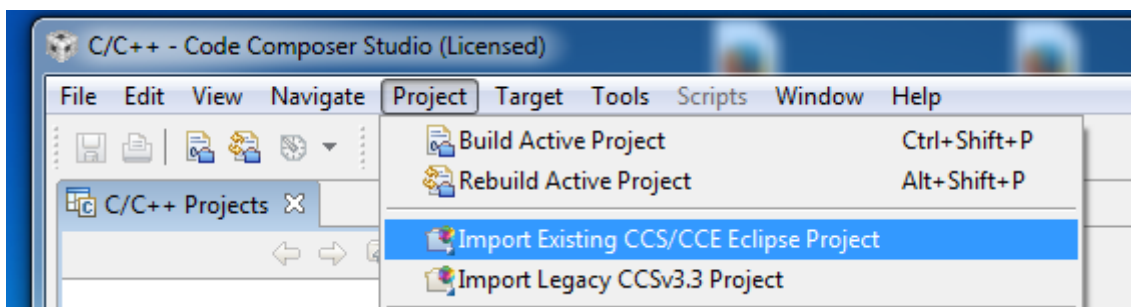 C/C++ - Code Composer Studio (Licensed)
File Edit View Navigate Project Target Tools Scripts Window Help
Build Active Project Ctrl+Shift+P
Rebuild Active Project Alt+Shift+P
C/C++ Projects
Import Existing CCS/CCE Eclipse Project
Import Legacy CCSv3.3 Project